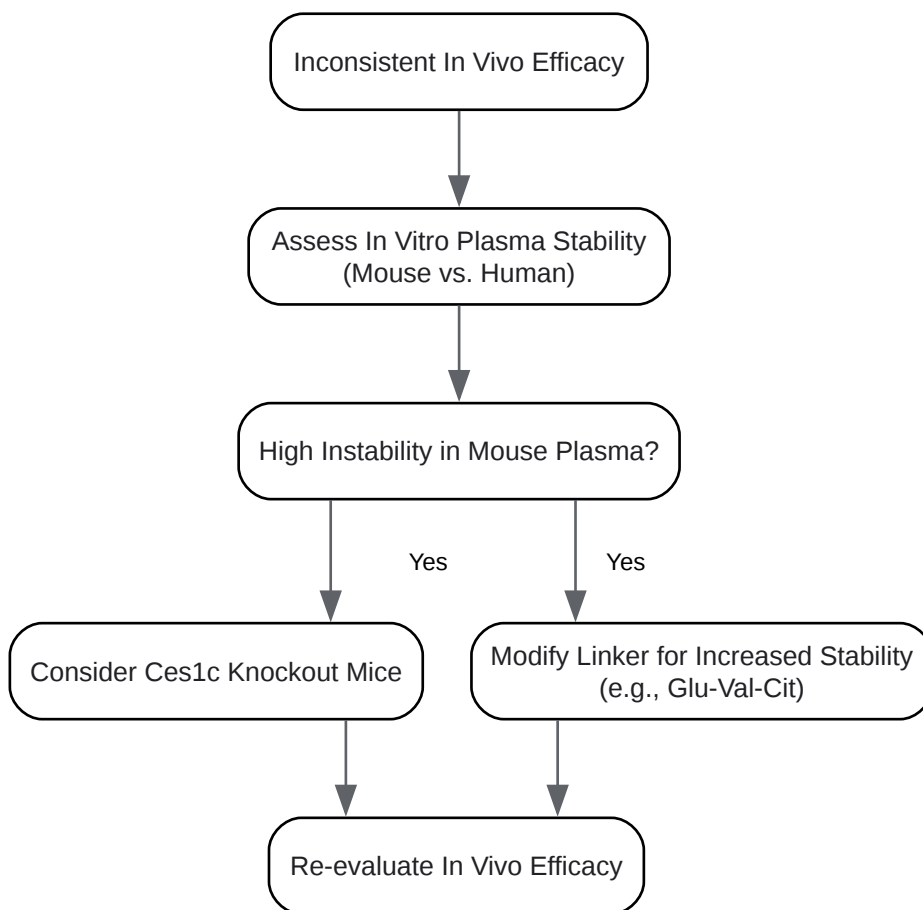 Inconsistent In Vivo Efficacy
Assess In Vitro Plasma Stability
(Mouse vs. Human)
High Instability in Mouse Plasma?
Yes
Yes
Consider Ces1c Knockout Mice
Modify Linker for Increased Stability
(e.g., Glu-Val-Cit)
Re-evaluate In Vivo Efficacy